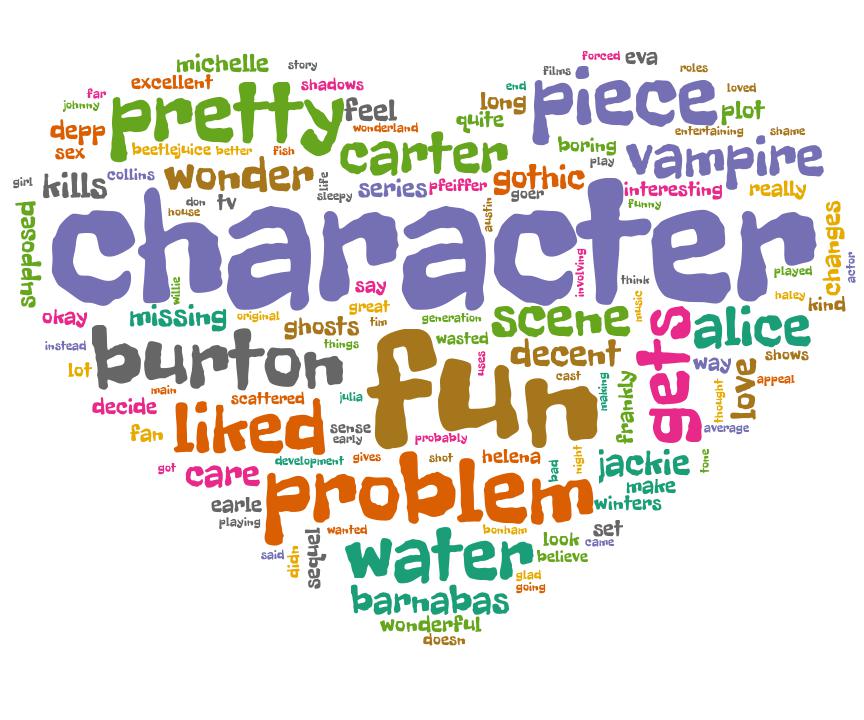 michelle
story
forced
eva
films
roles
far
excellent
shadows
end
piece
loved
johnny
pretty
feel
long
plot
depp
wonderland
quite
entertaining
shame
sex
beetlejuice
better
fish
carter
boring
play
vampire
girl
kills
collins
wonder
life
sleepy
series
pfeiffer
gothic
goer
interesting
really
funny
don
tv
house
austin
supposed
character
changes
actor
willie
say
involving
think
played
haley
kind
okay
missing
original
great
ghosts
tim
generation
scene
music
gets
alice
instead
burton
things
fun
wasted
decent
way
shows
lot
uses
cast
making
frankly
love
appeal
main
scattered
julia
thought
decide
liked
average
fan
sense
early
probably
got
care
development
gives
shot
helena
bad
night
jackie
tone
make
earle
playing
problem
winters
said
didn
sequel
wanted
bonham
set
look
came
water
believe
glad
going
barnabas
wonderful
doesn